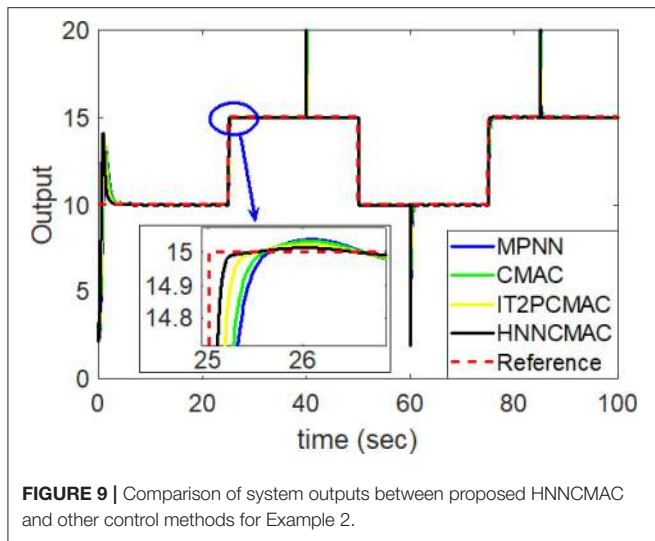 20
15
10
5
0
Output
15
14.9
14.8
25
26
MPNN
CMAC
IT2PCMAC
HNNCMAC
Reference
0
20
40
60
80
100
time (sec)
FIGURE 9 | Comparison of system outputs between proposed HNNCMAC
and other control methods for Example 2.